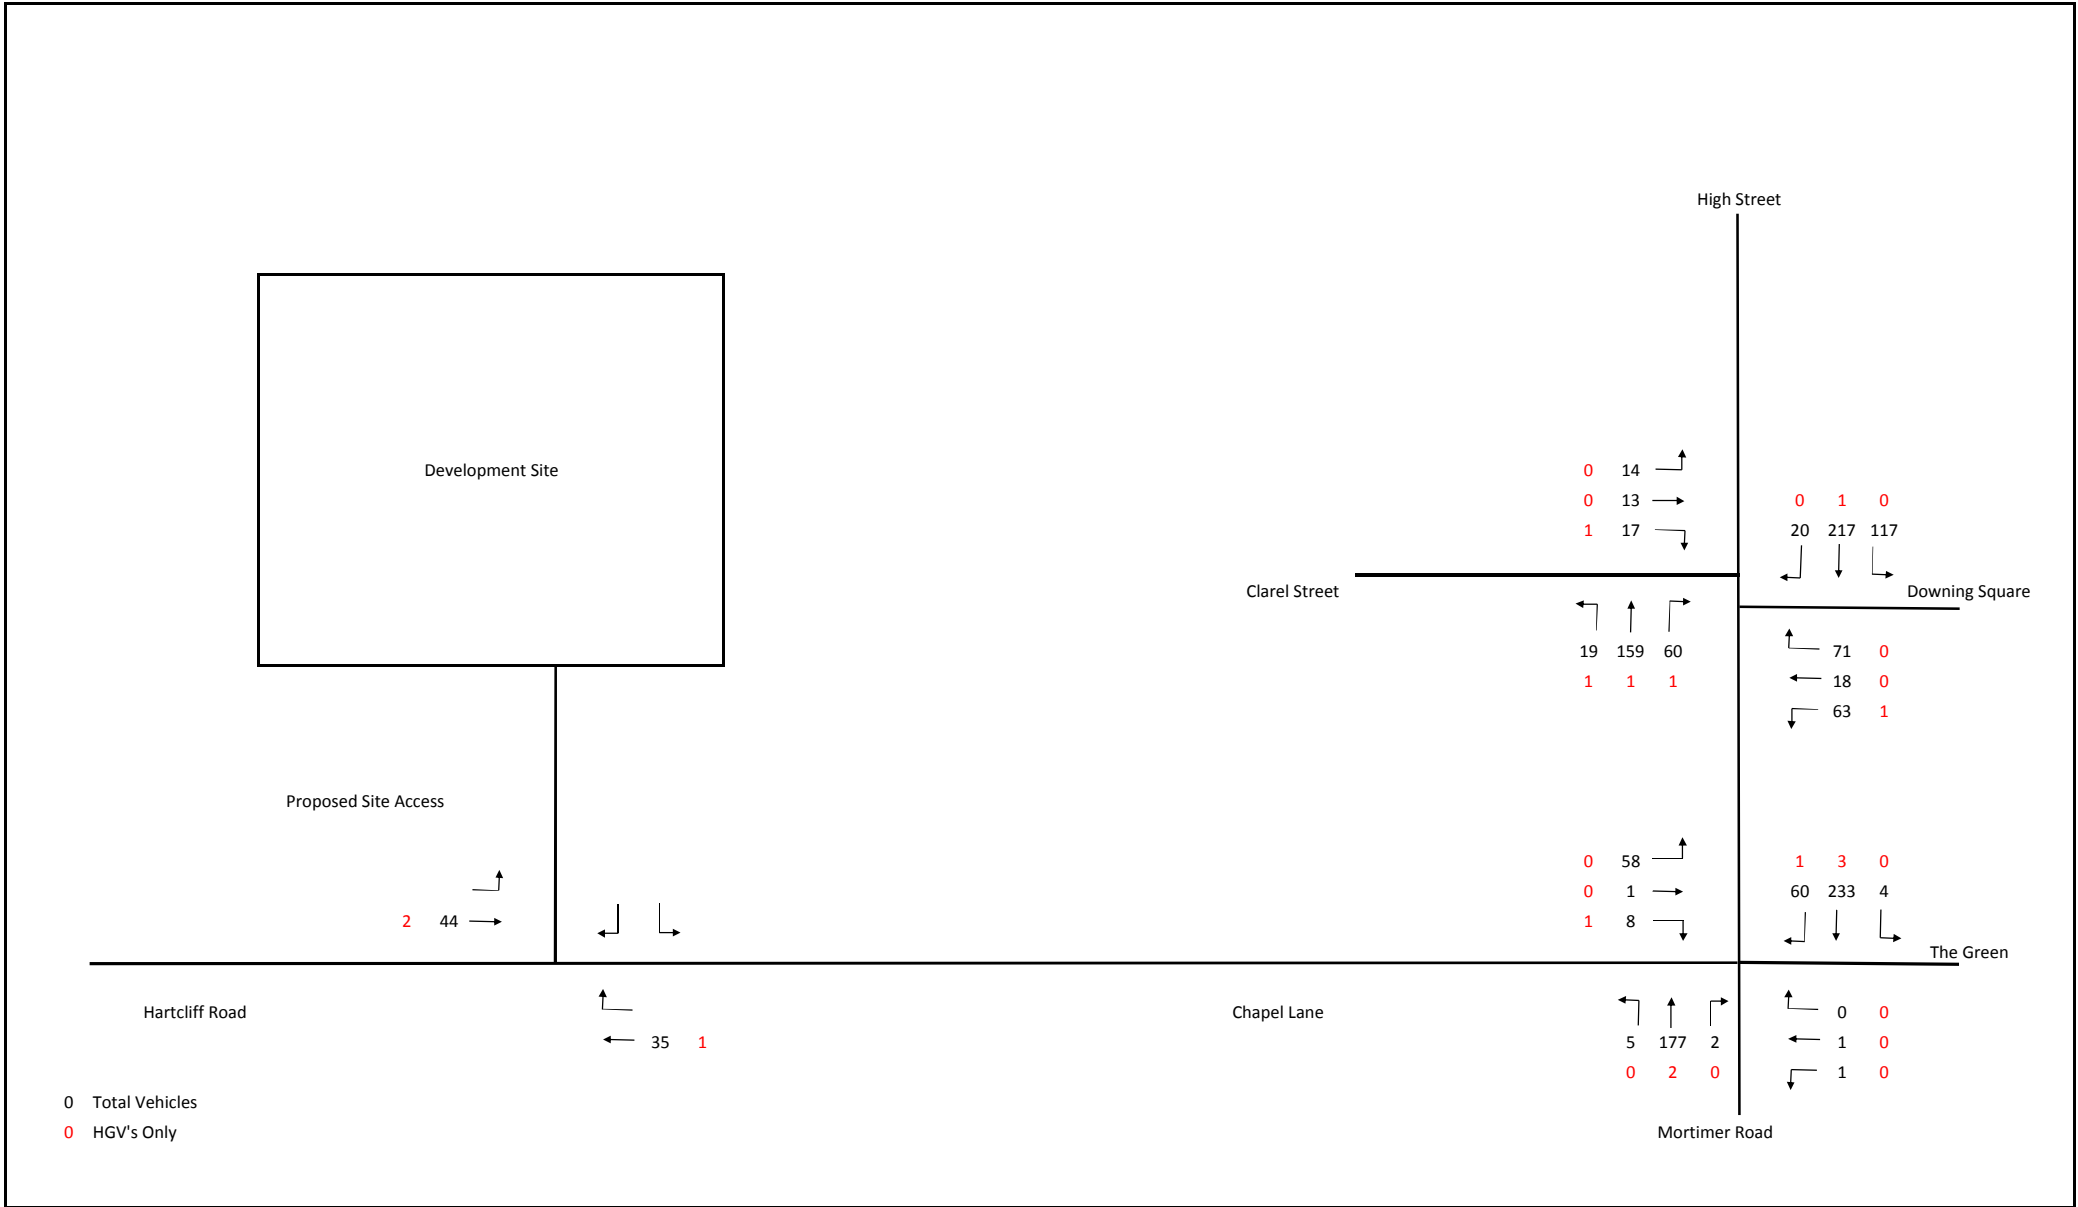 High Street
Development Site
0 14
0 13
1 17
0 1 0
20 217 117
Clarel Street
Downing Square
19 159 60
1 1 1
71 0
18 0
63 1
Proposed Site Access
2 44
0 58
0 1
1 8
1 3 0
60 233 4
The Green
Hartcliff Road
35 1
Chapel Lane
5 177 2
0 2 0
0 0
1 0
1 0
0 Total Vehicles
0 HGV's Only
Mortimer Road